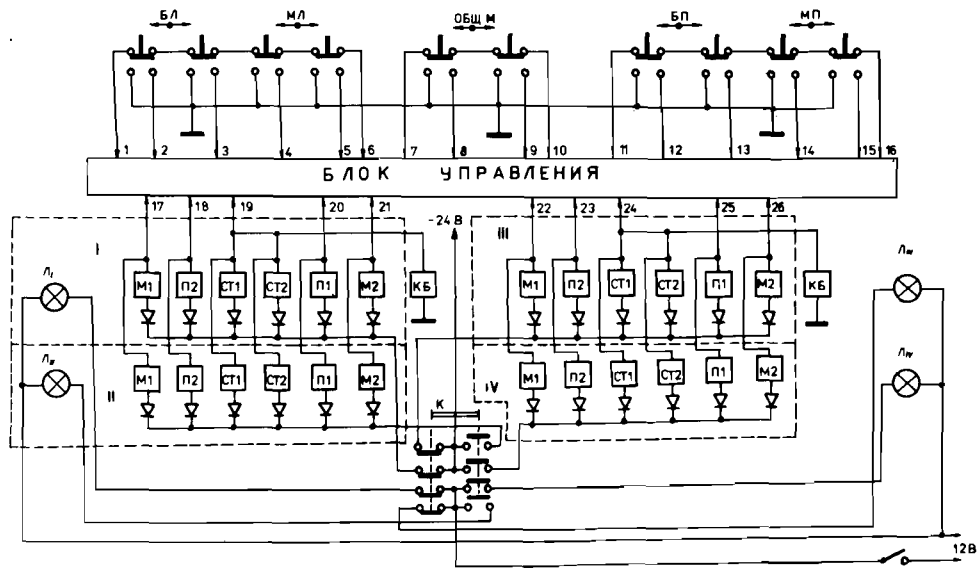 БЛ МЛ ОБЩ М БП МП
1 2 3 4 5 6 7 8 9 10 11 12 13 14 15 16
БЛОК УПРАВЛЕНИЯ
17 18 19 20 21 -24 В 22 23 24 25 26
I III
Л I Л III
М1 П2 СТ1 СТ2 П1 М2 КБ М1 П2 СТ1 СТ2 П1 М2 КБ
Л II Л IV
М1 П2 СТ1 СТ2 П1 М2 М1 П2 СТ1 СТ2 П1 М2
II К IV
12В